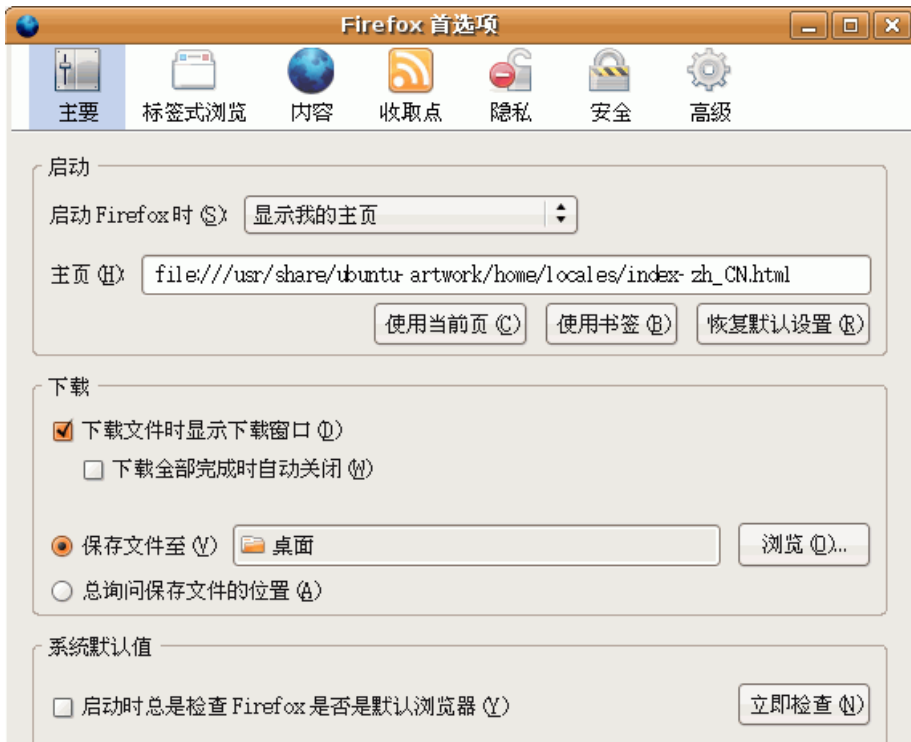 Firefox 首选项
主要 标签式浏览 内容 收取点 隐私 安全 高级
启动
启动 Firefox 时 (S): 显示我的主页
主页 (H): file:///usr/share/ubuntu-artwork/home/locales/index-zh_CN.html
使用当前页 (C) 使用书签 (B) 恢复默认设置 (R)
下载
下载文件时显示下载窗口 (D)
下载全部完成时自动关闭 (W)
保存文件至 (V) 桌面 浏览 (O)...
总询问保存文件的位置 (A)
系统默认值
启动时总是检查 Firefox 是否是默认浏览器 (Y) 立即检查 (N)